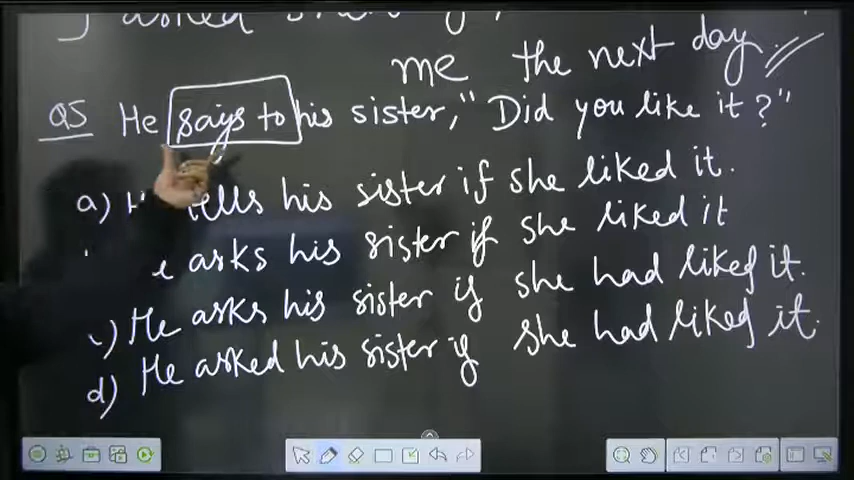 me the next day.
Q5 He says to his sister, "Did you like it?"
a) tells his sister if she liked it.
asks his sister if she liked it
c) He asks his sister if she had liked it.
d) He asked his sister if she had liked it.